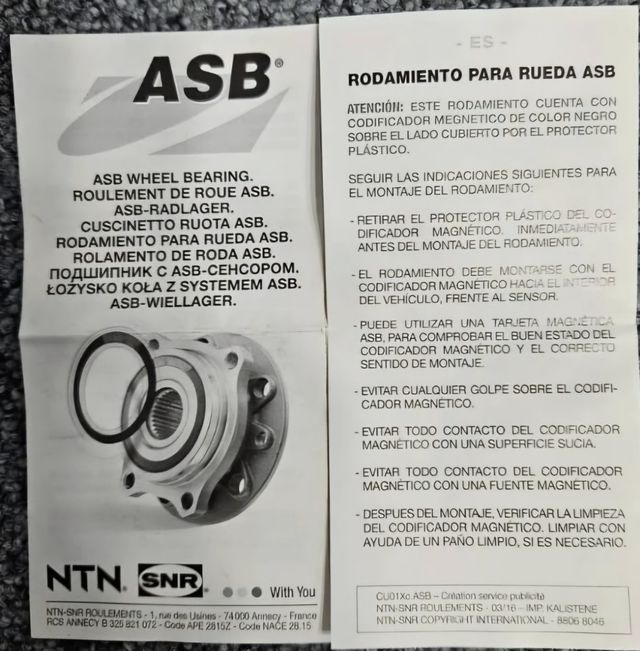 ASB®
ASB WHEEL BEARING.
ROULEMENT DE ROUE ASB.
ASB-RADLAGER.
CUSCINETTO RUOTA ASB.
RODAMIENTO PARA RUEDA ASB.
ROLAMENTO DE RODA ASB.
ПОДШИПНИК С ASB-СЕНСОРОМ.
ŁOŻYSKO KOŁA Z SYSTEMEM ASB.
ASB-WIELLAGER.
NTN® SNR® With You
NTN-SNR ROULEMENTS - 1, rue des Usines - 74000 Annecy - France
RCS ANNECY B 325 821 072 - Code APE 2815Z - Code NACE 28.15
- ES -
RODAMIENTO PARA RUEDA ASB
ATENCIÓN: ESTE RODAMIENTO CUENTA CON
CODIFICADOR MEGNETICO DE COLOR NEGRO
SOBRE EL LADO CUBIERTO POR EL PROTECTOR
PLÁSTICO.
SEGUIR LAS INDICACIONES SIGUIENTES PARA
EL MONTAJE DEL RODAMIENTO:
- RETIRAR EL PROTECTOR PLÁSTICO DEL CO-
DIFICADOR MAGNÉTICO. INMEDIATAMENTE
ANTES DEL MONTAJE DEL RODAMIENTO.
- EL RODAMIENTO DEBE MONTARSE CON EL
CODIFICADOR MAGNÉTICO HACIA EL INTERIOR
DEL VEHÍCULO, FRENTE AL SENSOR.
- PUEDE UTILIZAR UNA TARJETA MAGNÉTICA
ASB, PARA COMPROBAR EL BUEN ESTADO DEL
CODIFICADOR MAGNÉTICO Y EL CORRECTO
SENTIDO DE MONTAJE.
- EVITAR CUALQUIER GOLPE SOBRE EL CODIFI-
CADOR MAGNÉTICO.
- EVITAR TODO CONTACTO DEL CODIFICADOR
MAGNÉTICO CON UNA SUPERFICIE SUCIA.
- EVITAR TODO CONTACTO DEL CODIFICADOR
MAGNÉTICO CON UNA FUENTE MAGNÉTICO.
- DESPUES DEL MONTAJE, VERIFICAR LA LIMPIEZA
DEL CODIFICADOR MAGNÉTICO. LIMPIAR CON
AYUDA DE UN PAÑO LIMPIO, SI ES NECESARIO.
CU01Xc.ASB – Création service publicité
NTN-SNR ROULEMENTS - 03/16 – IMP. KALISTENE
NTN-SNR COPYRIGHT INTERNATIONAL - 8806 8046